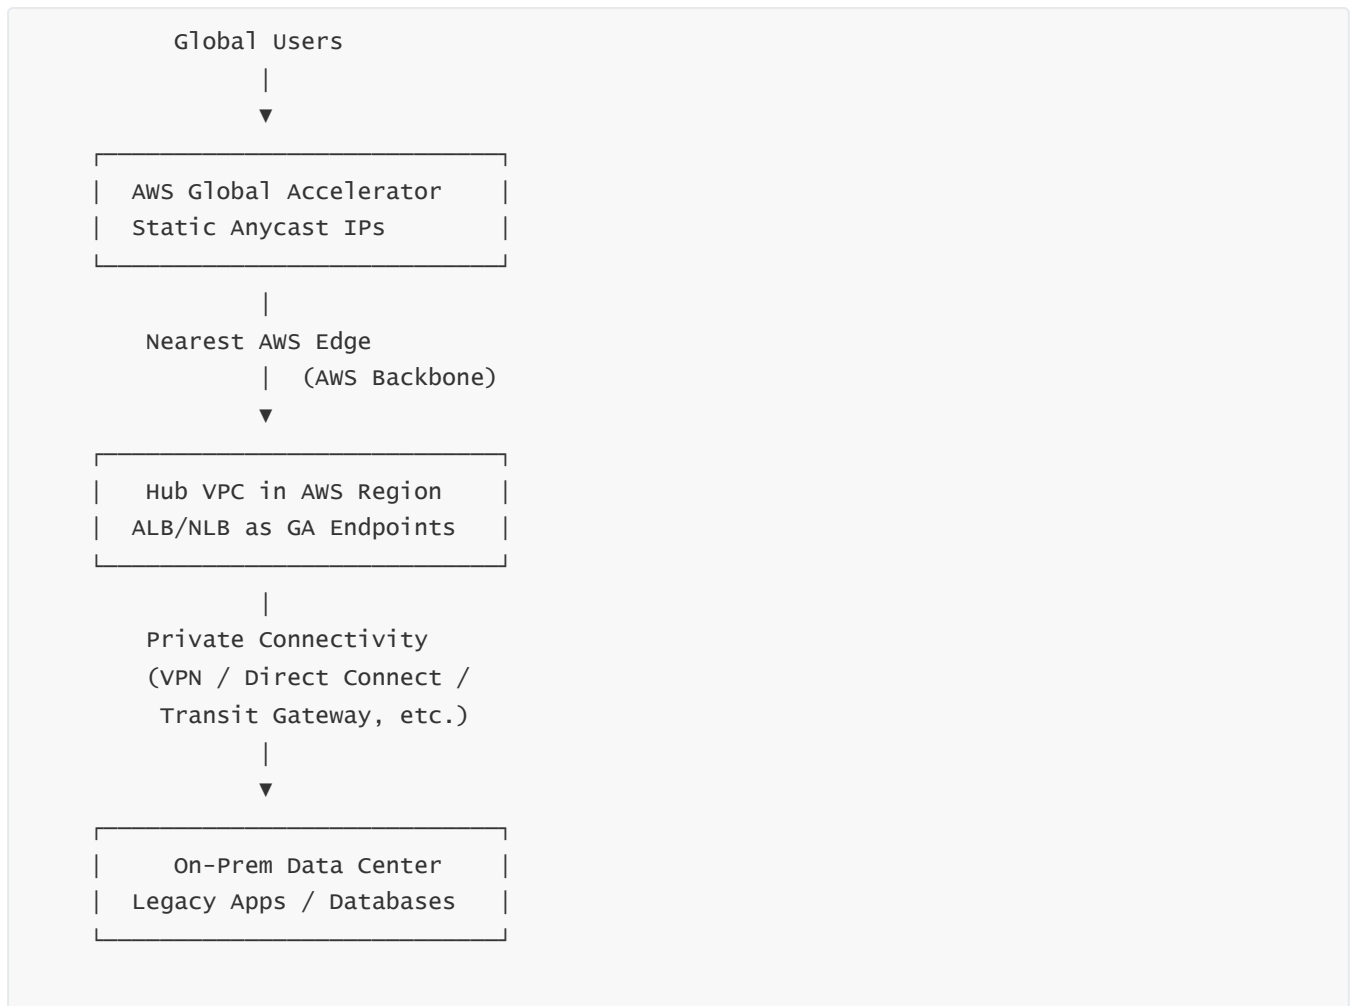 Global Users
AWS Global Accelerator
Static Anycast IPs
Nearest AWS Edge
(AWS Backbone)
Hub VPC in AWS Region
ALB/NLB as GA Endpoints
Private Connectivity
(VPN / Direct Connect /
Transit Gateway, etc.)
On-Prem Data Center
Legacy Apps / Databases